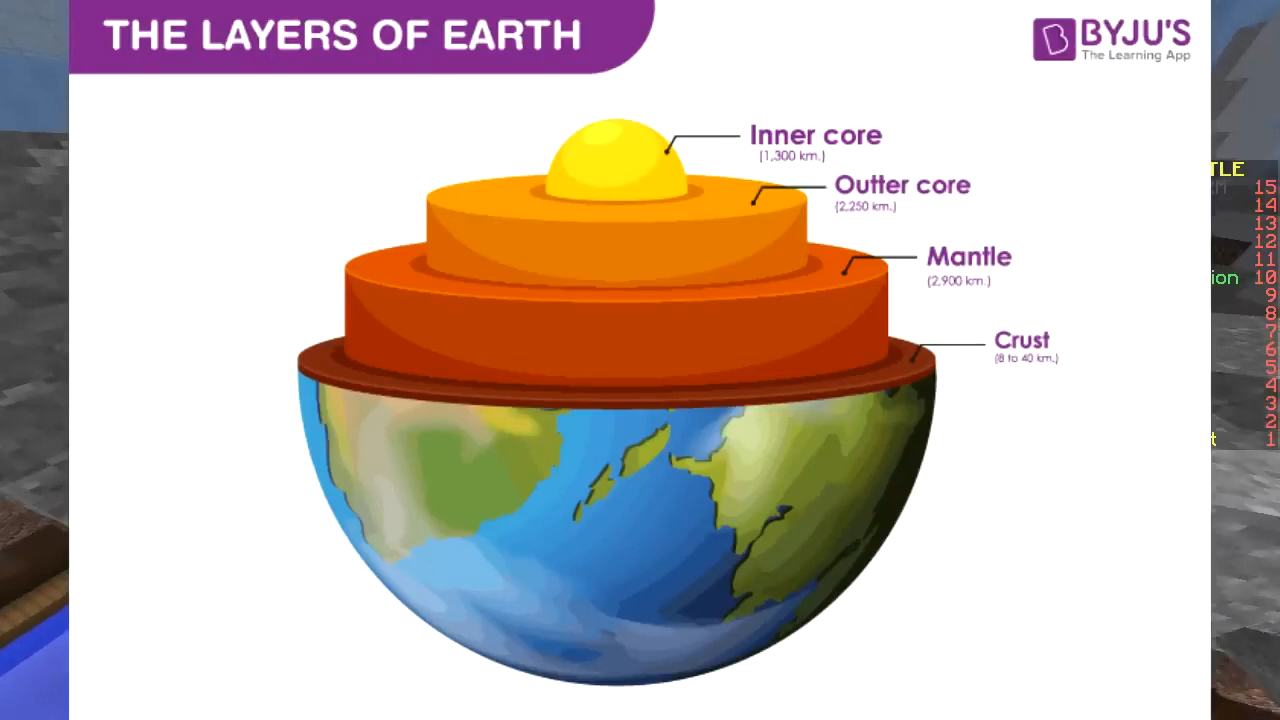 THE LAYERS OF EARTH
BYJU'S
The Learning App
Inner core
(1,300 km.)
Outter core
(2,250 km.)
Mantle
(2,900 km.)
Crust
(8 to 40 km.)
TLE
15
14
13
12
11
ion 10
9
8
7
6
5
4
3
2
t 1